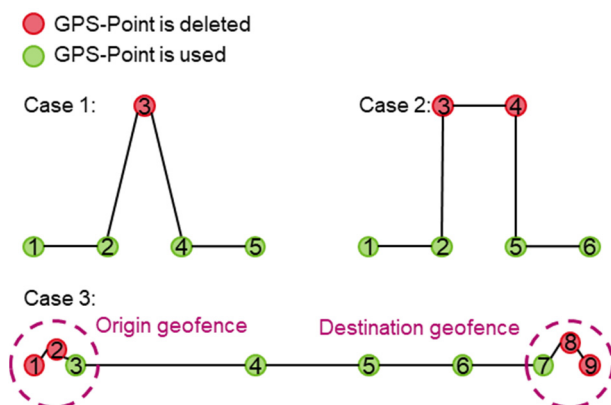 GPS-Point is deleted
GPS-Point is used
Case 1: 3
Case 2: 3 4
1 2 4 5
1 2 5 6
Case 3:
Origin geofence Destination geofence
1 2 3 4 5 6 7 8 9